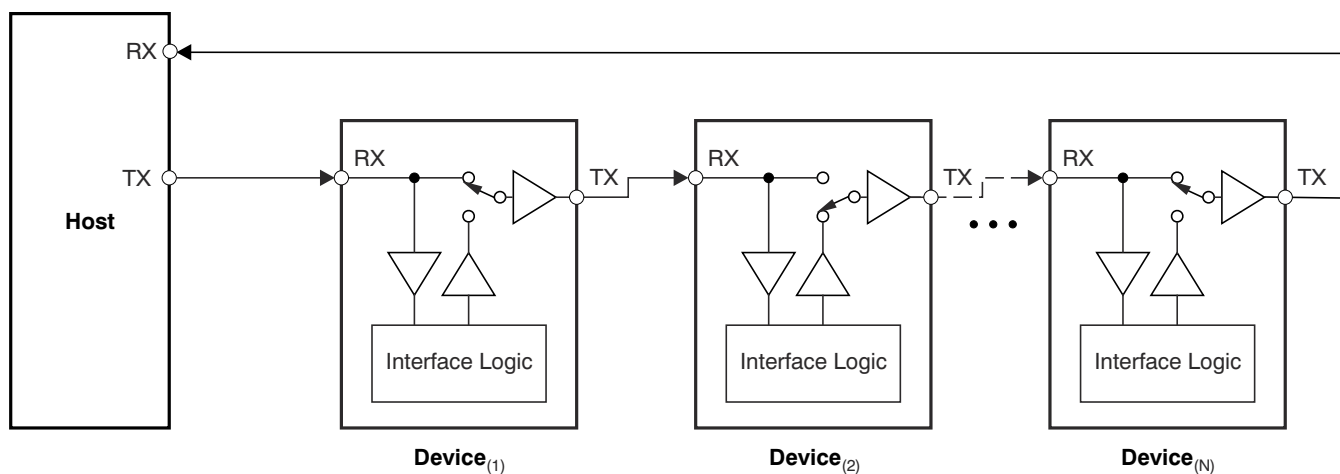 RX
TX
Host
RX
TX
RX
TX
RX
TX
Interface Logic
Interface Logic
Interface Logic
Device(1)
Device(2)
Device(N)